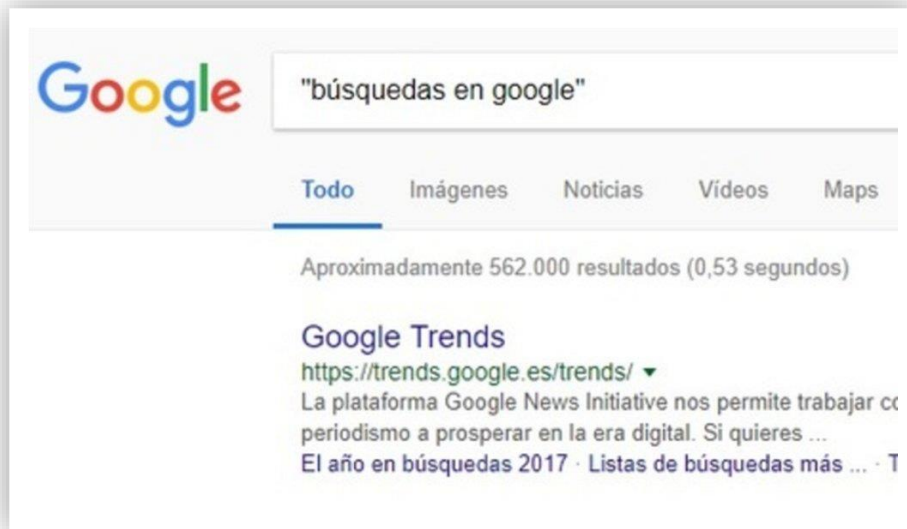 Google
"búsquedas en google"
Todo Imágenes Noticias Vídeos Maps
Aproximadamente 562.000 resultados (0,53 segundos)
Google Trends
https://trends.google.es/trends/
La plataforma Google News Initiative nos permite trabajar
periodismo a prosperar en la era digital. Si quieres ...
El año en búsquedas 2017 · Listas de búsquedas más ... ·